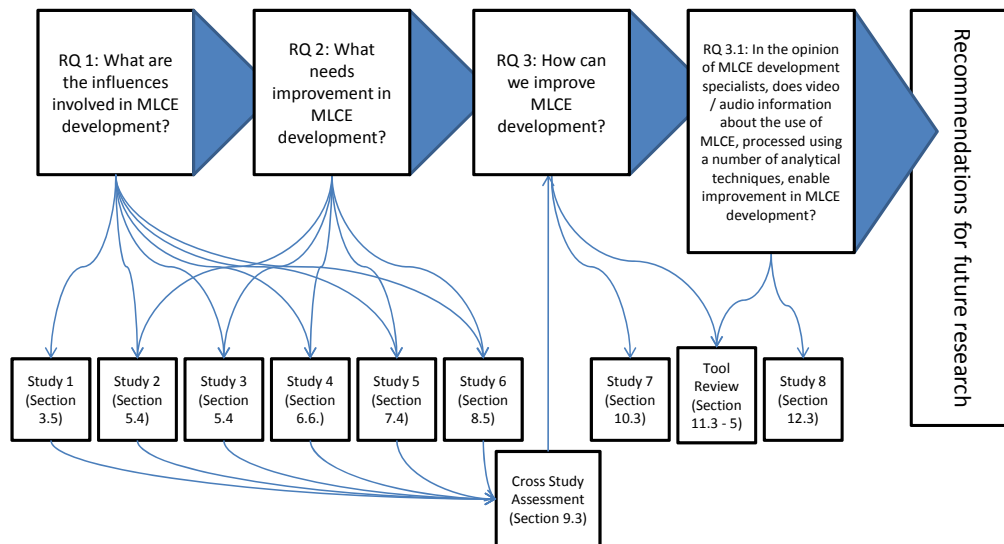 RQ 1: What are
the influences
involved in MLCE
development?
RQ 2: What
needs
improvement in
MLCE
development?
RQ 3: How can
we improve
MLCE
development?
RQ 3.1: In the opinion
of MLCE development
specialists, does video
/ audio information
about the use of
MLCE, processed using
a number of analytical
techniques, enable
improvement in MLCE
development?
Recommendations for future research
Study 1
(Section
3.5)
Study 2
(Section
5.4)
Study 3
(Section
5.4
Study 4
(Section
6.6.)
Study 5
(Section
7.4)
Study 6
(Section
8.5)
Study 7
(Section
10.3)
Tool
Review
(Section
11.3 - 5)
Study 8
(Section
12.3)
Cross Study
Assessment
(Section 9.3)